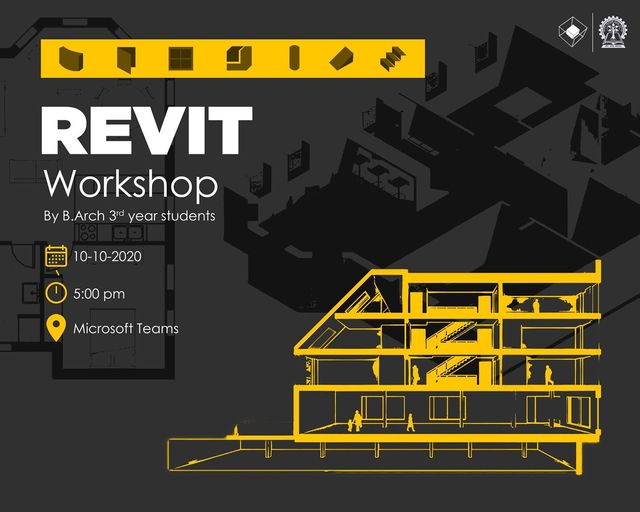 REVIT
Workshop
By B.Arch 3rd year students
10-10-2020
5:00 pm
Microsoft Teams